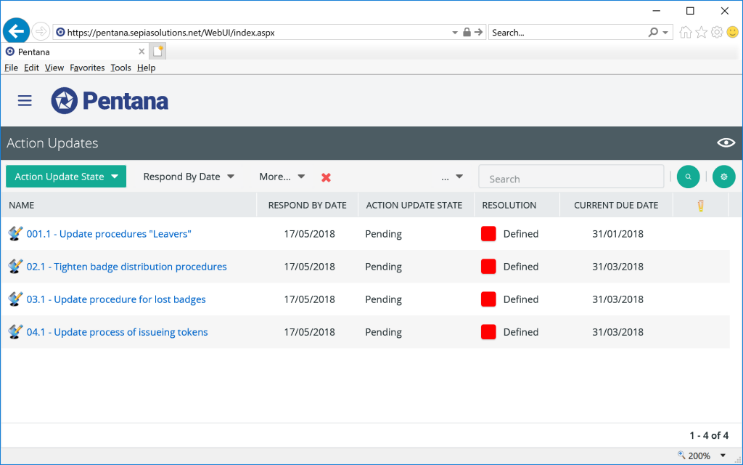 https://pentana.sepiasolutions.net/WebUI/index.aspx Search...
Pentana
File Edit View Favorites Tools Help
Pentana
Action Updates
Action Update State Respond By Date More... ... Search
NAME RESPOND BY DATE ACTION UPDATE STATE RESOLUTION CURRENT DUE DATE
001.1 - Update procedures "Leavers" 17/05/2018 Pending Defined 31/01/2018
02.1 - Tighten badge distribution procedures 17/05/2018 Pending Defined 31/03/2018
03.1 - Update procedure for lost badges 17/05/2018 Pending Defined 31/03/2018
04.1 - Update process of issueing tokens 17/05/2018 Pending Defined 31/03/2018
1 - 4 of 4
200%